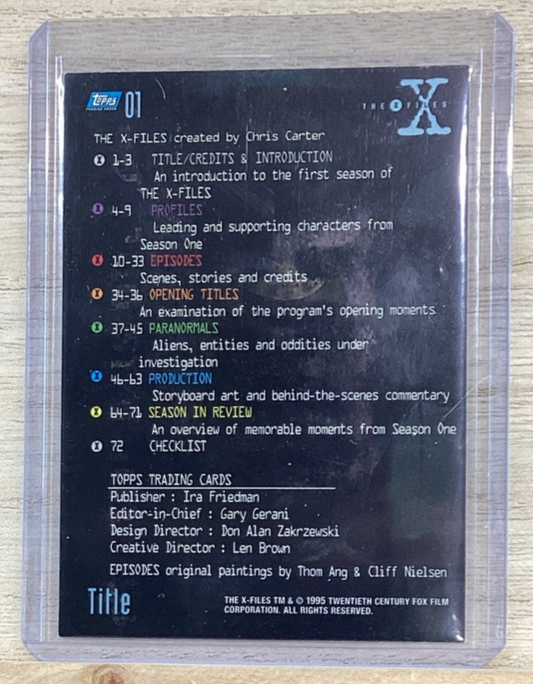 Topps 01
THE X-FILES
THE X-FILES created by Chris Carter
1-3 TITLE/CREDITS & INTRODUCTION
An introduction to the first season of
THE X-FILES
4-9 PROFILES
Leading and supporting characters from
Season One
10-33 EPISODES
Scenes, stories and credits
34-36 OPENING TITLES
An examination of the program's opening moments
37-45 PARANORMALS
Aliens, entities and oddities under
investigation
46-63 PRODUCTION
Storyboard art and behind-the-scenes commentary
64-71 SEASON IN REVIEW
An overview of memorable moments from Season One
72 CHECKLIST
TOPPS TRADING CARDS
Publisher : Ira Friedman
Editor-in-Chief : Gary Gerani
Design Director : Don Alan Zakrzewski
Creative Director : Len Brown
EPISODES original paintings by Thom Ang & Cliff Nielsen
Title
THE X-FILES TM & © 1995 TWENTIETH CENTURY FOX FILM
CORPORATION. ALL RIGHTS RESERVED.